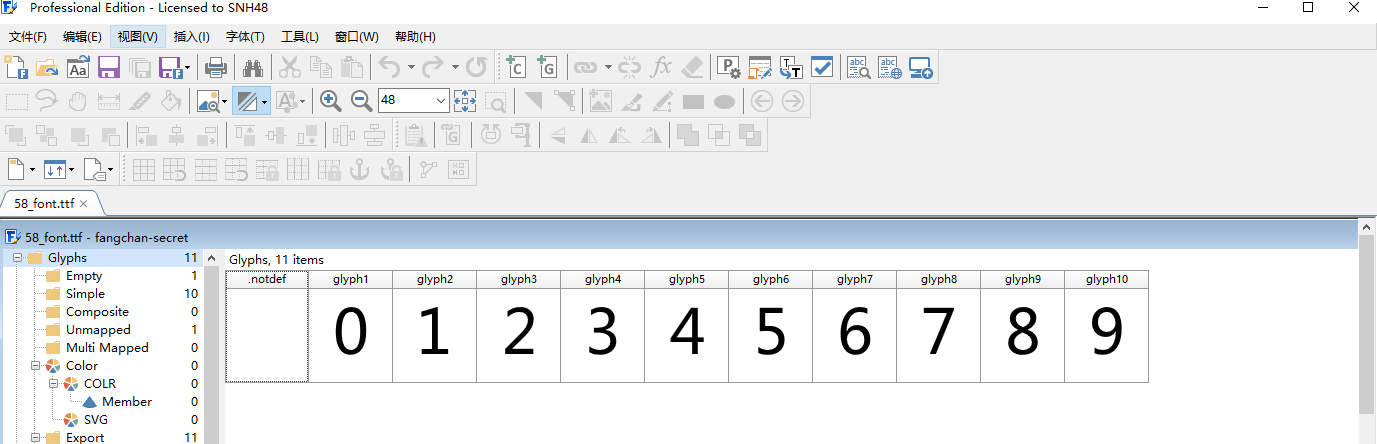 Professional Edition - Licensed to SNH48
文件(F) 编辑(E) 视图(V) 插入(I) 字体(T) 工具(L) 窗口(W) 帮助(H)
48
58_font.ttf
58_font.ttf - fangchan-secret
Glyphs 11
Empty 1
Simple 10
Composite 0
Unmapped 1
Multi Mapped 0
Color 0
COLR 0
Member 0
SVG 0
Export 11
Glyphs, 11 items
.notdef glyph1 glyph2 glyph3 glyph4 glyph5 glyph6 glyph7 glyph8 glyph9 glyph10
0 1 2 3 4 5 6 7 8 9